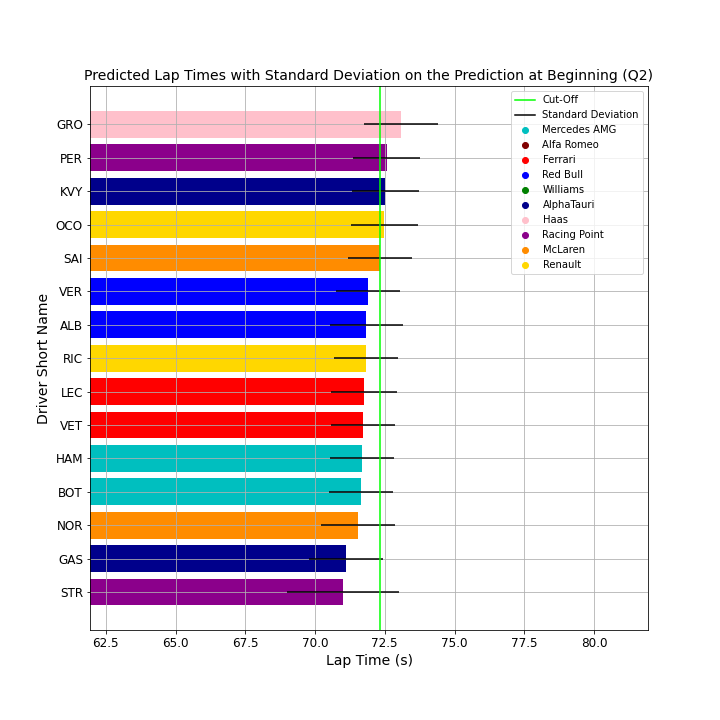 Predicted Lap Times with Standard Deviation on the Prediction at Beginning (Q2)
Cut-Off
Standard Deviation
Mercedes AMG
Alfa Romeo
Ferrari
Red Bull
Williams
AlphaTauri
Haas
Racing Point
McLaren
Renault
Driver Short Name
GRO
PER
KVY
OCO
SAI
VER
ALB
RIC
LEC
VET
HAM
BOT
NOR
GAS
STR
62.5 65.0 67.5 70.0 72.5 75.0 77.5 80.0
Lap Time (s)